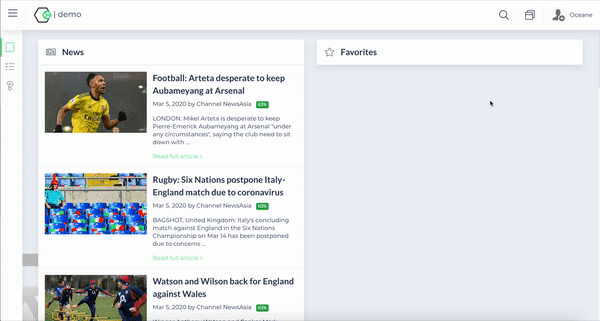 | demo
Oceane
News
Football: Arteta desperate to keep
Aubameyang at Arsenal
Mar 5, 2020 by Channel NewsAsia 63%
LONDON: Mikel Arteta is desperate to keep
Pierre-Emerick Aubameyang at Arsenal "under
any circumstances", saying the club need to sit
down with ...
Read full article >
Rugby: Six Nations postpone Italy-
England match due to coronavirus
Mar 5, 2020 by Channel NewsAsia 63%
BAGSHOT, United Kingdom: Italy's concluding
match against England in the Six Nations
Championship on Mar 14 has been postponed
due to concerns ...
Read full article >
Watson and Wilson back for England
against Wales
Mar 5, 2020 by Channel NewsAsia 63%
Favorites